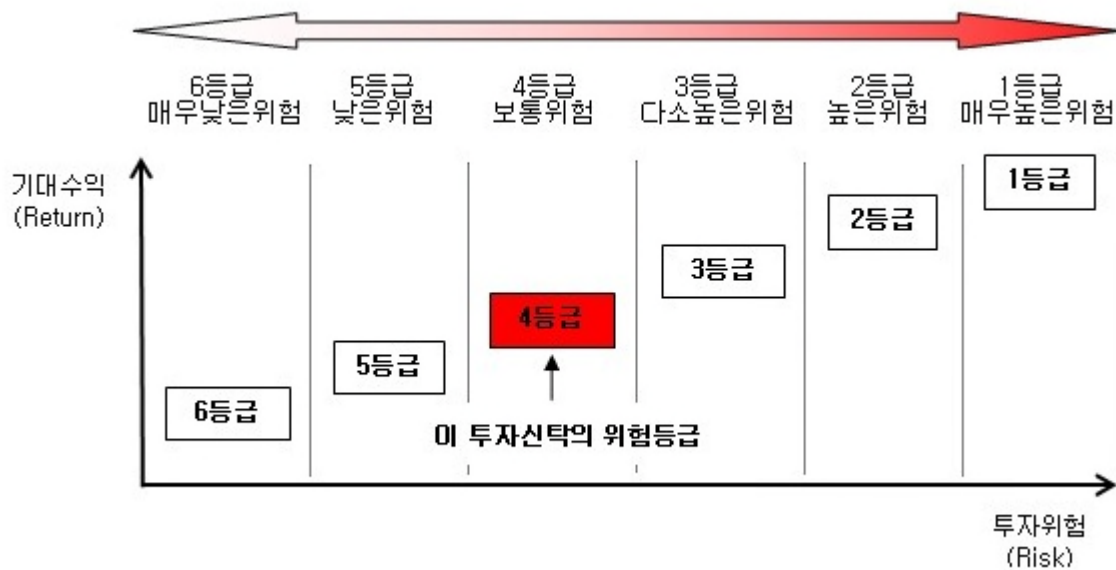 6등급 5등급 4등급 3등급 2등급 1등급
매우낮은위험 낮은위험 보통위험 다소높은위험 높은위험 매우높은위험
기대수익
(Return)
1등급
2등급
3등급
4등급
5등급
6등급
이 투자신탁의 위험등급
투자위험
(Risk)